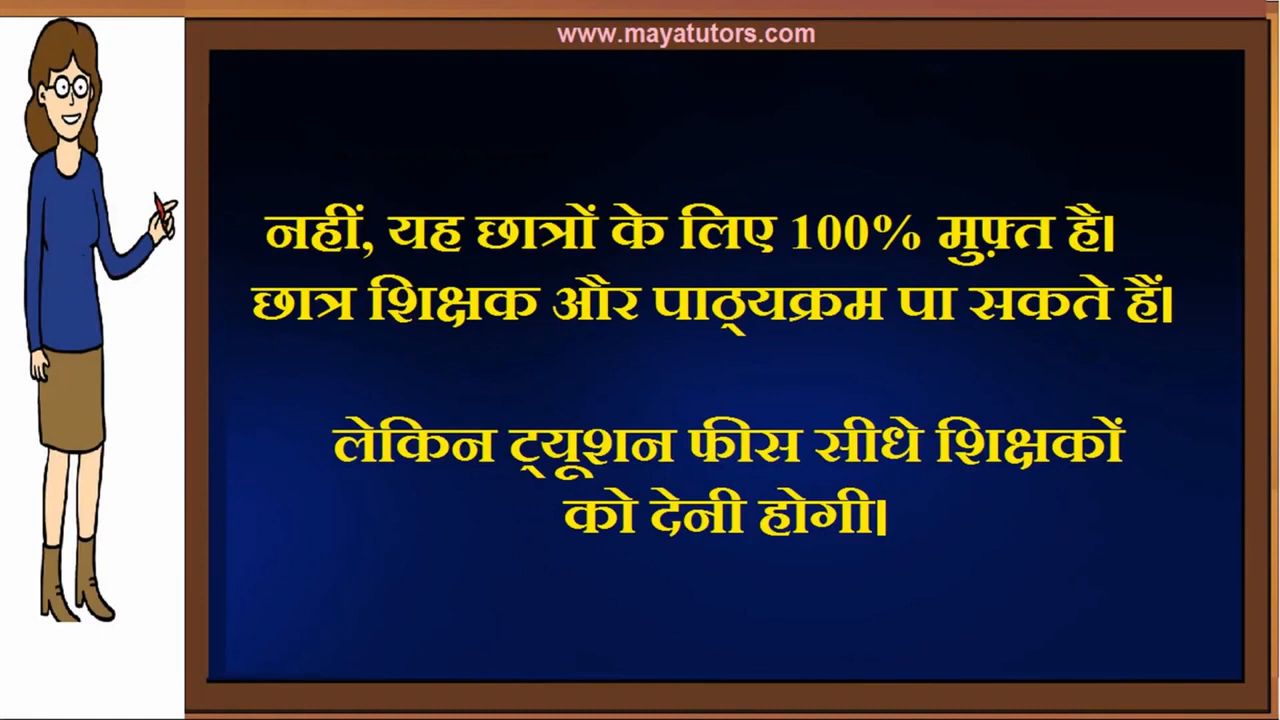 www.mayatutors.com
नहीं, यह छात्रों के लिए 100% मुफ़्त है।
छात्र शिक्षक और पाठ्यक्रम पा सकते हैं।
लेकिन ट्यूशन फीस सीधे शिक्षकों
को देनी होगी।